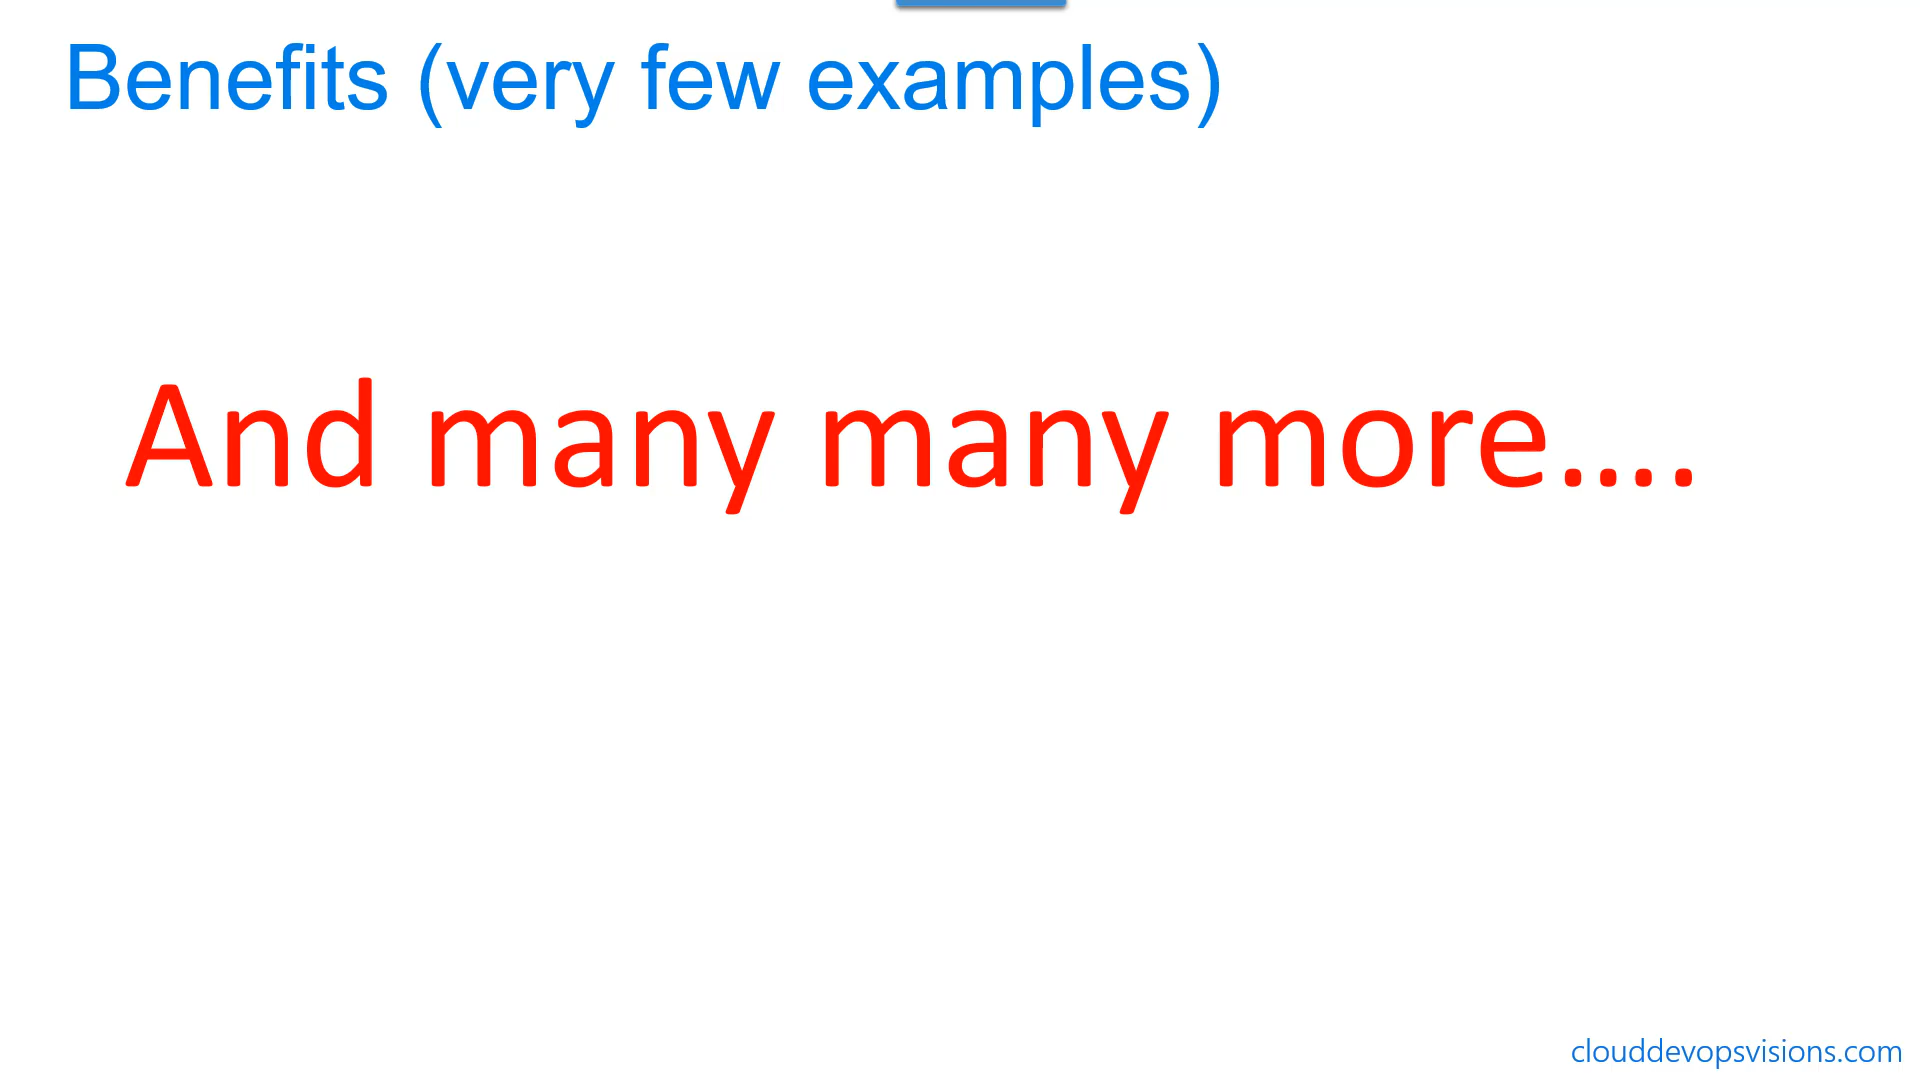 Benefits (very few examples)
And many many more....
clouddevopsvisions.com